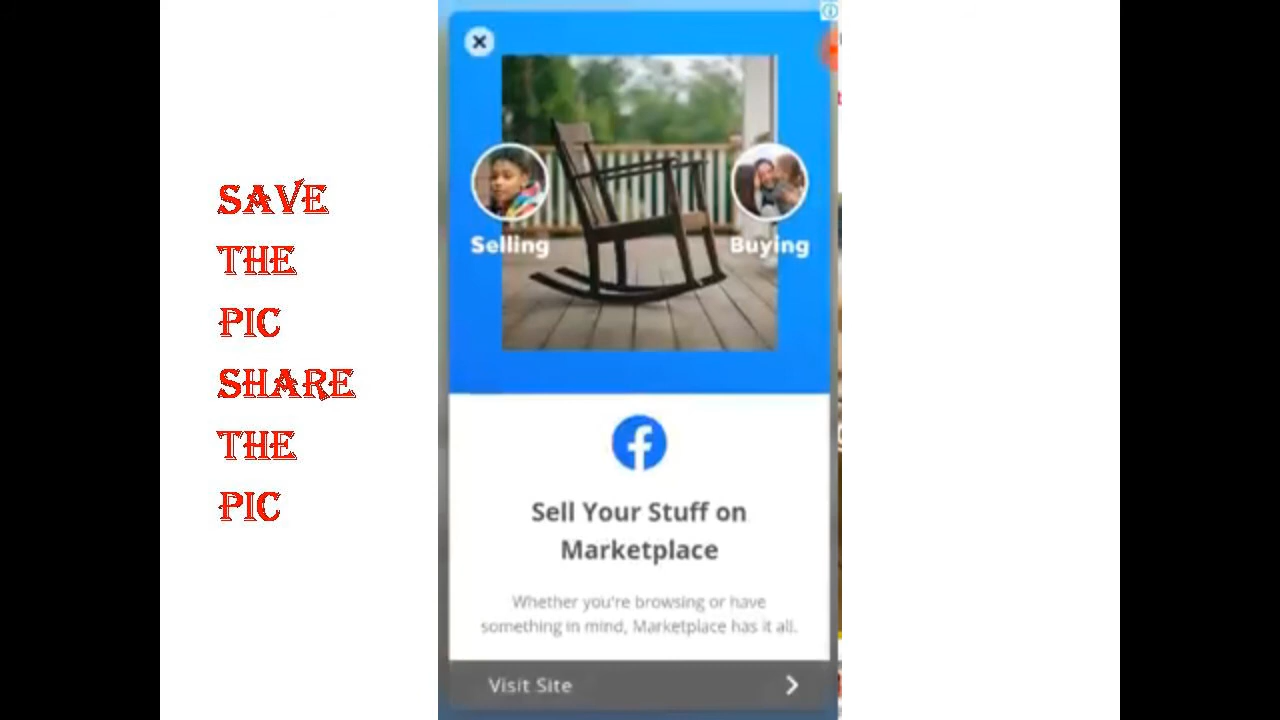 SAVE
THE
PIC
SHARE
THE
PIC
Selling
Buying
Sell Your Stuff on
Marketplace
Whether you're browsing or have
something in mind, Marketplace has it all.
Visit Site